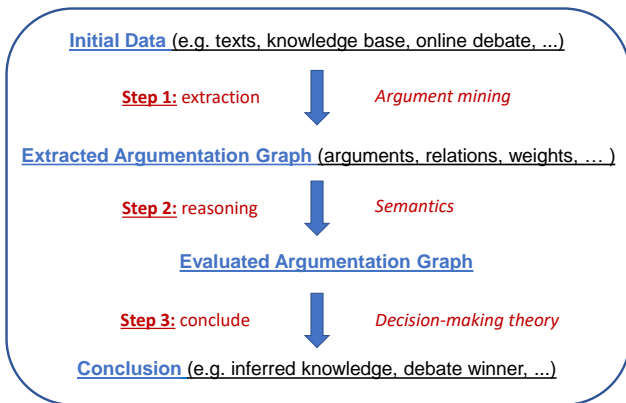 Initial Data (e.g. texts, knowledge base, online debate, ...)
Step 1: extraction Argument mining
Extracted Argumentation Graph (arguments, relations, weights, … )
Step 2: reasoning Semantics
Evaluated Argumentation Graph
Step 3: conclude Decision-making theory
Conclusion (e.g. inferred knowledge, debate winner, ...)